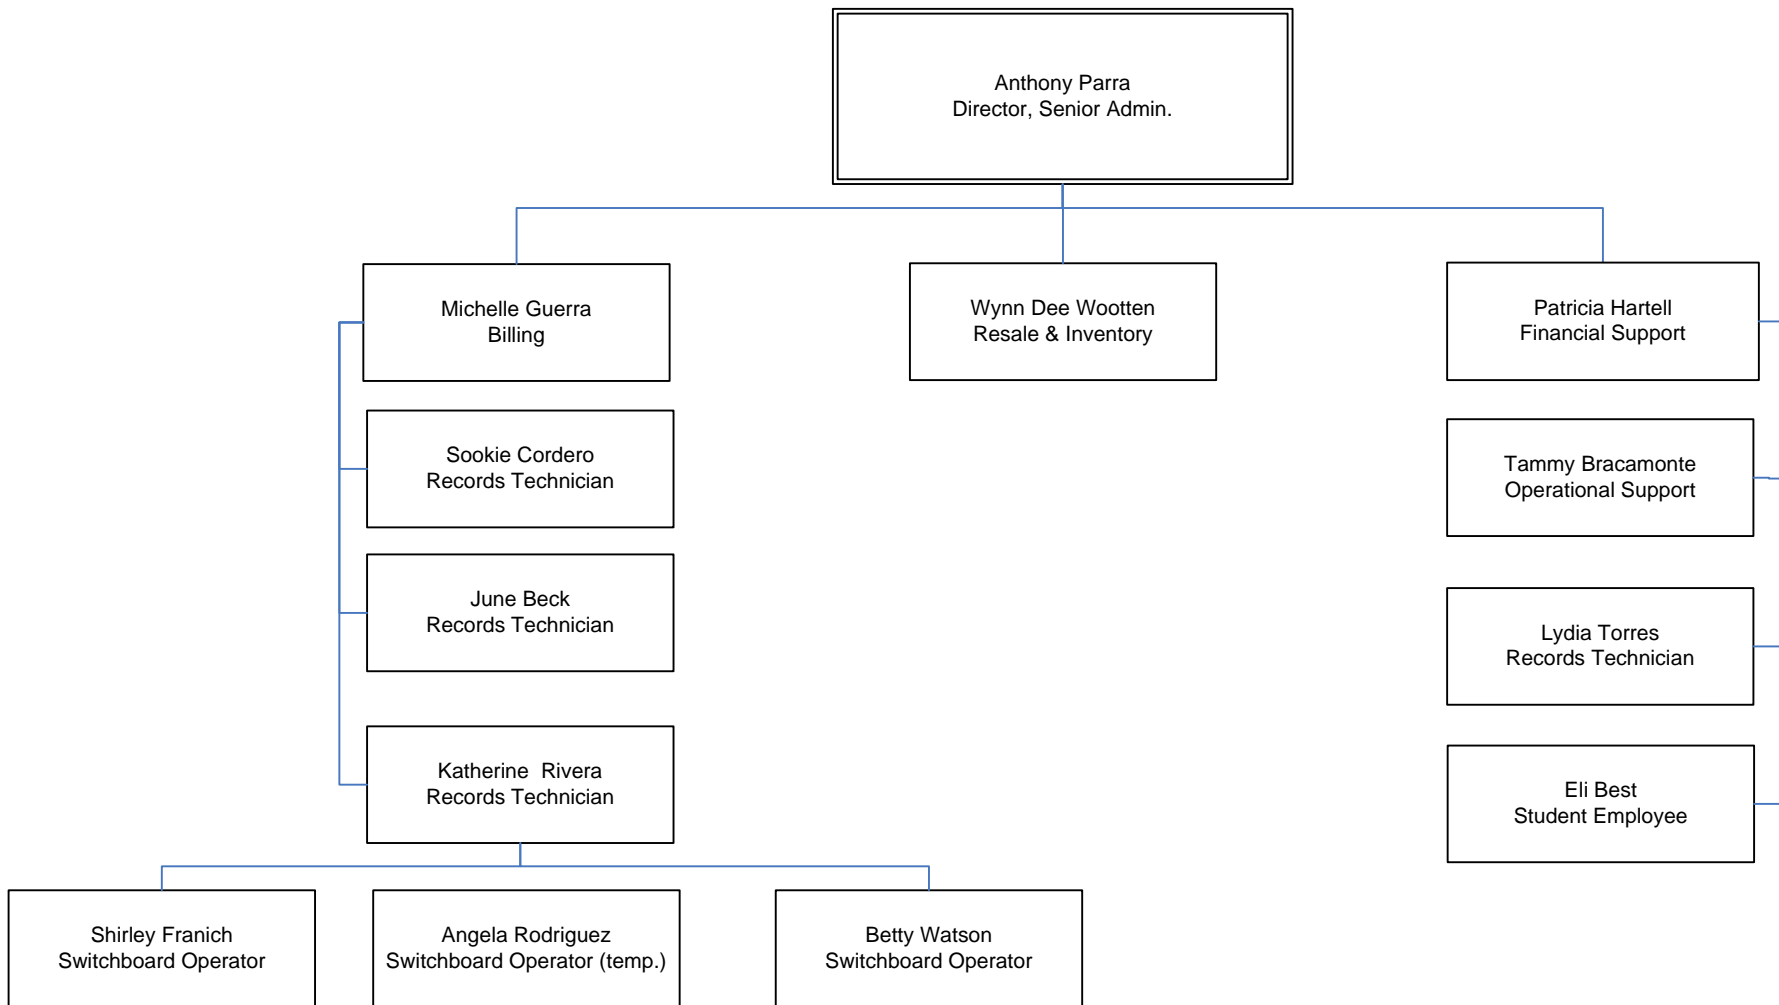 Anthony Parra
Director, Senior Admin.
Michelle Guerra
Billing
Wynn Dee Wootten
Resale & Inventory
Patricia Hartell
Financial Support
Sookie Cordero
Records Technician
Tammy Bracamonte
Operational Support
June Beck
Records Technician
Lydia Torres
Records Technician
Katherine  Rivera
Records Technician
Eli Best
Student Employee
Shirley Franich
Switchboard Operator
Angela Rodriguez
Switchboard Operator (temp.)
Betty Watson
Switchboard Operator